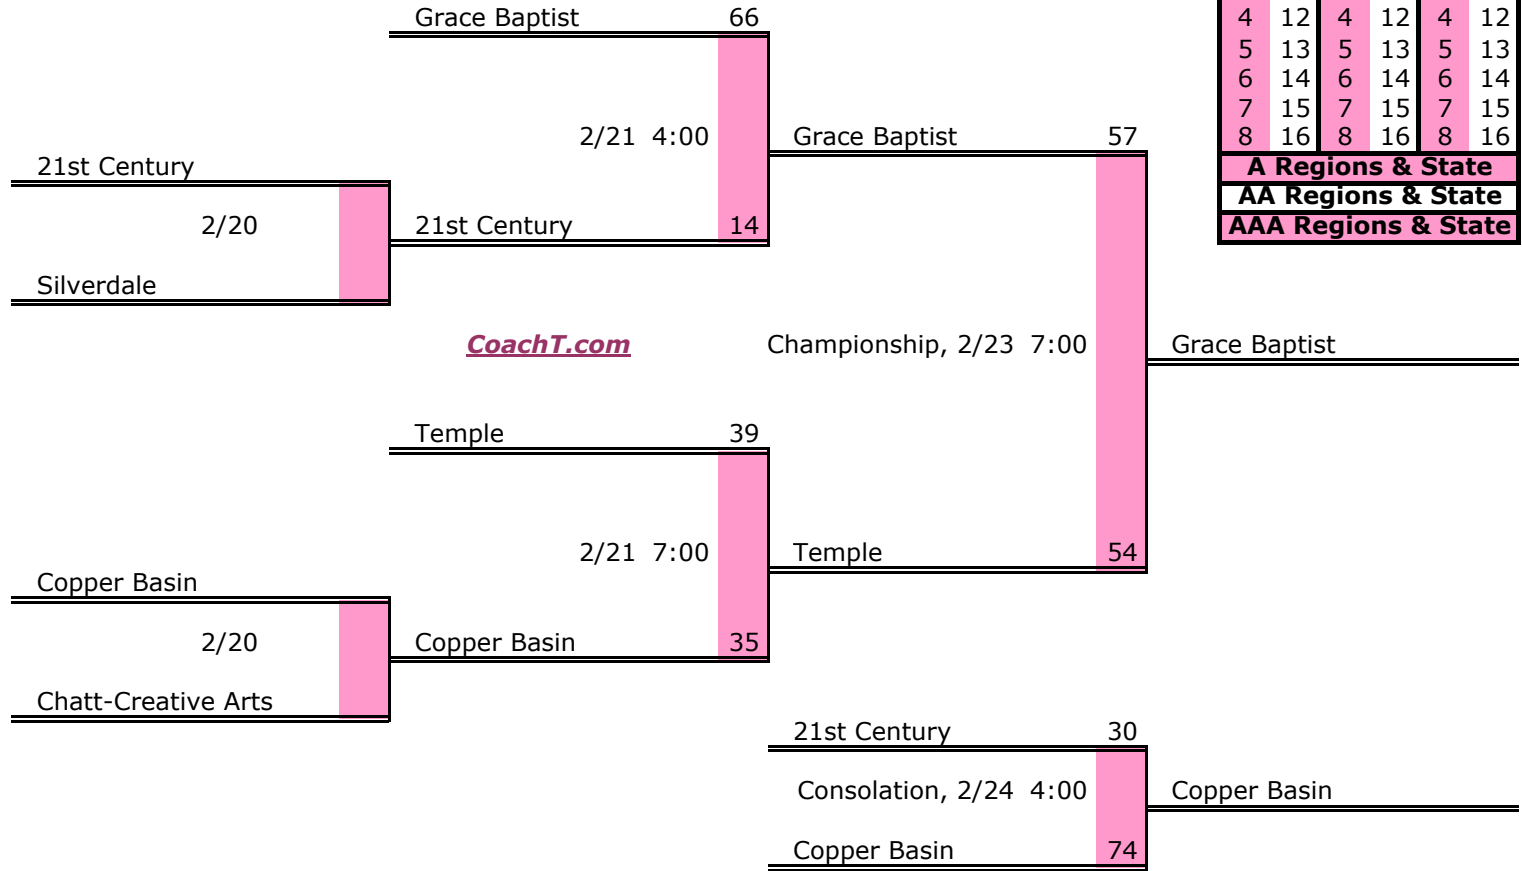 Grace Baptist 66
4 12 4 12 4 12
5 13 5 13 5 13
6 14 6 14 6 14
7 15 7 15 7 15
2/21 4:00 Grace Baptist 57
8 16 8 16 8 16
21st Century
A Regions & State
AA Regions & State
2/20 21st Century 14
AAA Regions & State
Silverdale
CoachT.com
Championship, 2/23 7:00
Grace Baptist
Temple 39
2/21 7:00 Temple 54
Copper Basin
2/20 Copper Basin 35
Chatt-Creative Arts
21st Century 30
Consolation, 2/24 4:00 Copper Basin
Copper Basin 74